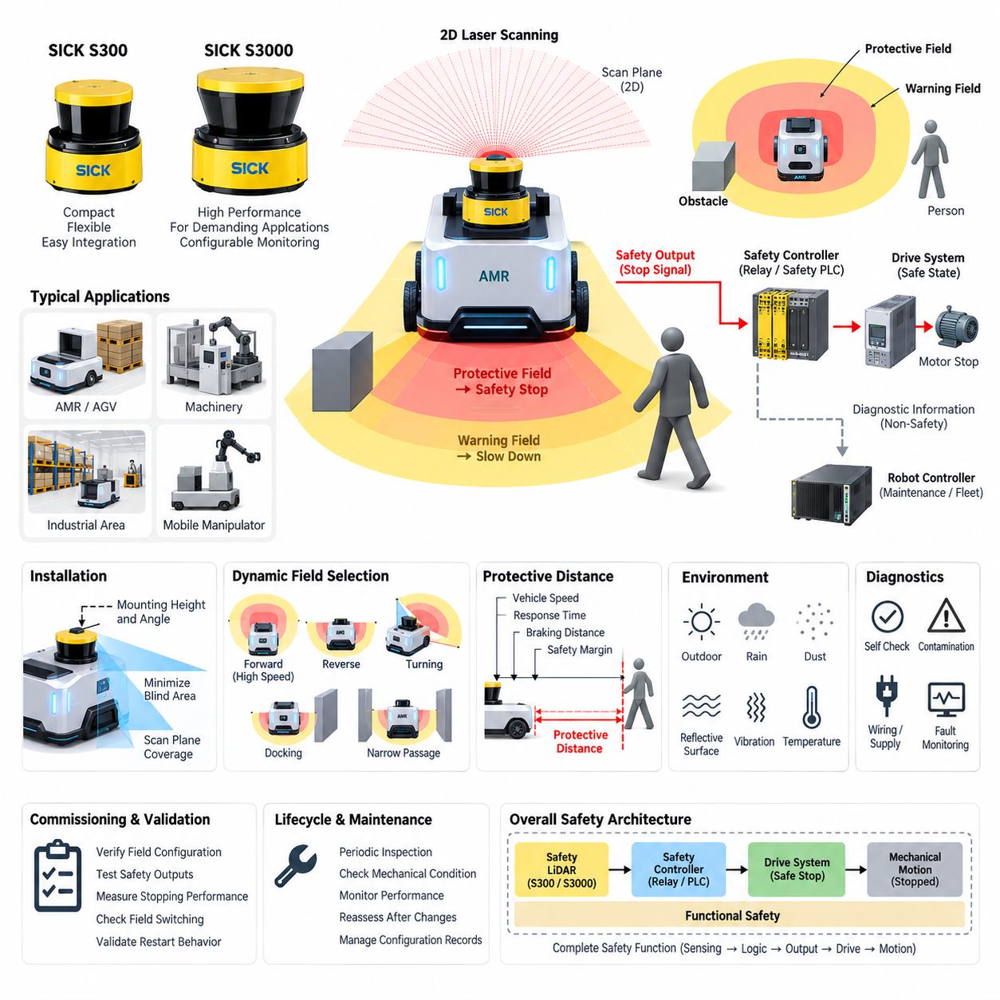 SICK S300
SICK S3000
SICK
SICK
Compact
Flexible
Easy Integration
High Performance
For Demanding Applcations
Configurable Monitoring
2D Laser Scanning
Scan Plane
(2D)
SICK
AMR
Protective Field
→ Safety Stop
Warning Field
→ Slow Down
Protective Field
Warning Field
AMR
Obstacle
Person
Safety Output
(Stop Signal)
Safety Controller
(Relay / Safety PLC)
Drive System
(Safe State)
Motor Stop
Diagnostic Information
(Non-Safety)
Robot Controller
(Maintenance / Fleet)
Typical Applications
AMR / AGV
Machinery
Industrial Area
Mobile Manipulator
Installation
Mounting Height
and Angle
Minimize
Blind Area
Scan Plane
Coverage
Dynamic Field Selection
Forward
(High Speed)
Reverse
Turning
Docking
AMR
Narrow Passage
Protective Distance
Vehicle Speed
Response Time
Braking Distance
Safety Margin
Protective
Distance
Environment
Outdoor
Rain
Dust
Reflective
Surface
Vibration
Temperature
Diagnostics
Self Check
Contamination
Wiring /
Supply
Fault
Monitoring
Commissioning & Validation
Verify Field Configuration
Test Safety Outputs
Measure Stopping Performance
Check Field Switching
Validate Restart Behavior
Lifecycle & Maintenance
Periodic Inspection
Check Mechanical Condition
Monitor Performance
Reassess After Changes
Manage Configuration Records
Overall Safety Architecture
Safety
LiDAR
(S300 / S3000)
Safety
Controller
(Relay / PLC)
Drive System
(Safe Stop)
Mechanical
Motion
(Stopped)
Functional Safety
Complete Safety Function (Sensing → Logic → Output → Drive → Motion)